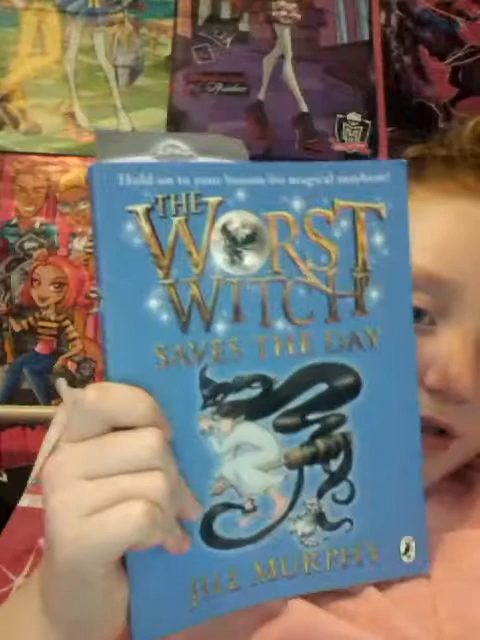 Hold on to your broom for magical mayhem!
THE
WORST
WITCH
SAVES THE DAY
JILL MURPHY